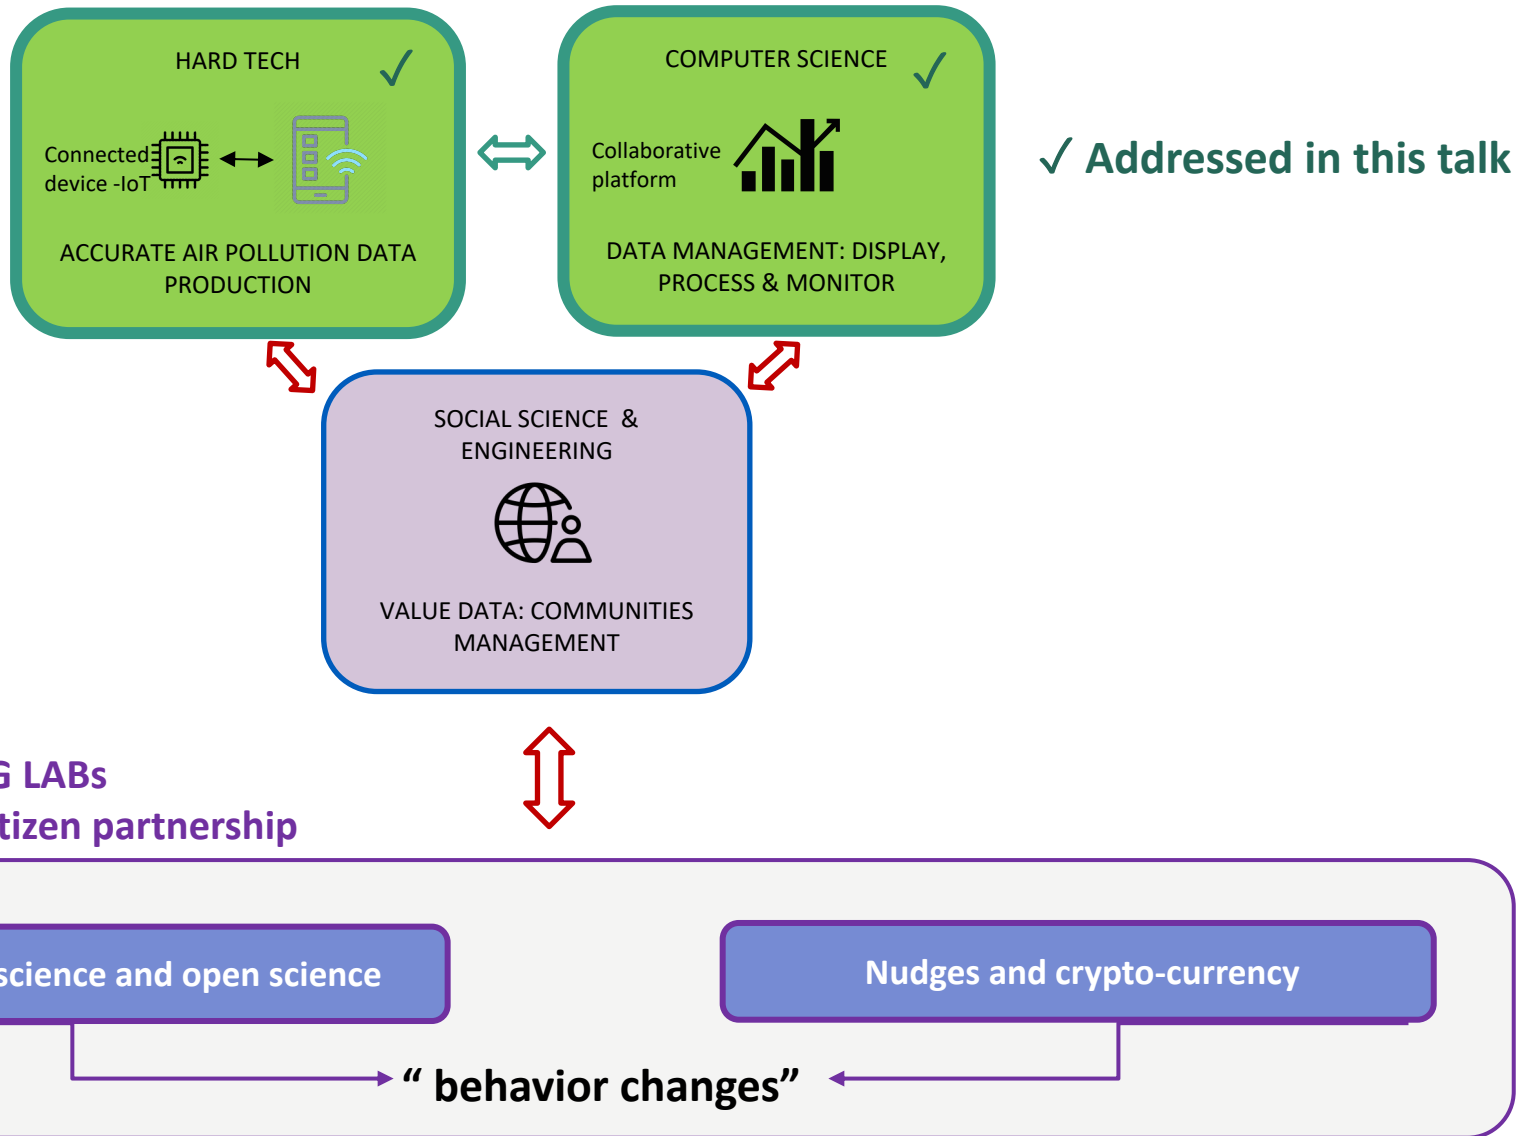 HARD TECH
✓
Connected
device -IoT
ACCURATE AIR POLLUTION DATA
PRODUCTION
COMPUTER SCIENCE
✓
Collaborative
platform
DATA MANAGEMENT: DISPLAY,
PROCESS & MONITOR
✓ Addressed in this talk
SOCIAL SCIENCE &
ENGINEERING
VALUE DATA: COMMUNITIES
MANAGEMENT
G LABs
tizen partnership
science and open science
Nudges and crypto-currency
“ behavior changes”